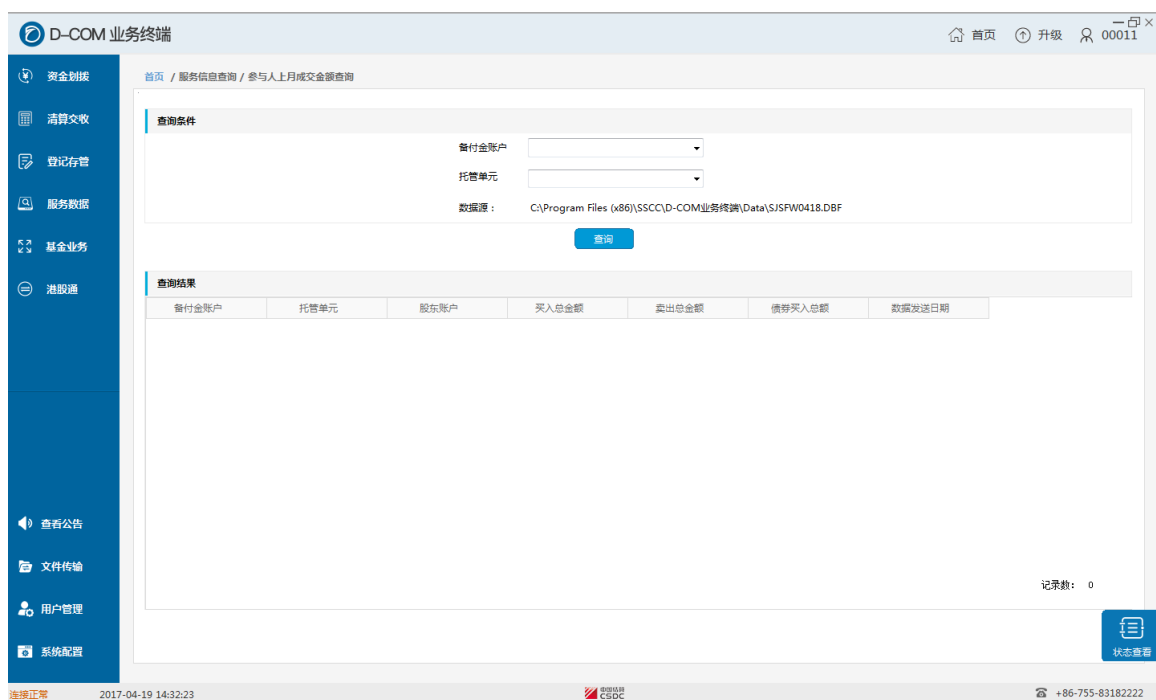 D-COM 业务终端
首页 升级 00011
资金划拨
清算交收
登记存管
服务数据
基金业务
港股通
首页 / 服务信息查询 / 参与人上月成交金额查询
查询条件
备付金账户
托管单元
数据源： C:\Program Files (x86)\SSCC\D-COM业务终端\Data\SJSFW0418.DBF
查询
查询结果
备付金账户 托管单元 股东账户 买入总金额 卖出总金额 债券买入总额 数据发送日期
记录数： 0
查看公告
文件传输
用户管理
系统配置
状态查看
连接正常 2017-04-19 14:32:23 中国结算 CSDC +86-755-83182222